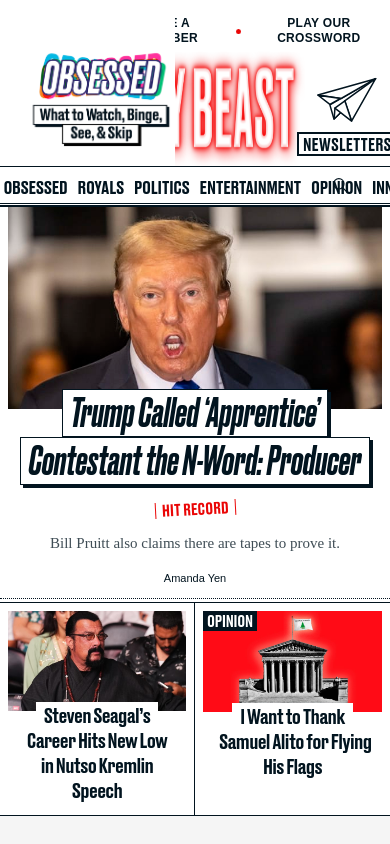 E A
BER
PLAY OUR
CROSSWORD
OBSESSED
What to Watch, Binge,
See, & Skip
Y BEAST
NEWSLETTERS
OBSESSED ROYALS POLITICS ENTERTAINMENT OPINION INN
Trump Called ‘Apprentice’
Contestant the N-Word: Producer
HIT RECORD
Bill Pruitt also claims there are tapes to prove it.
Amanda Yen
Steven Seagal’s
Career Hits New Low
in Nutso Kremlin
Speech
OPINION
I Want to Thank
Samuel Alito for Flying
His Flags